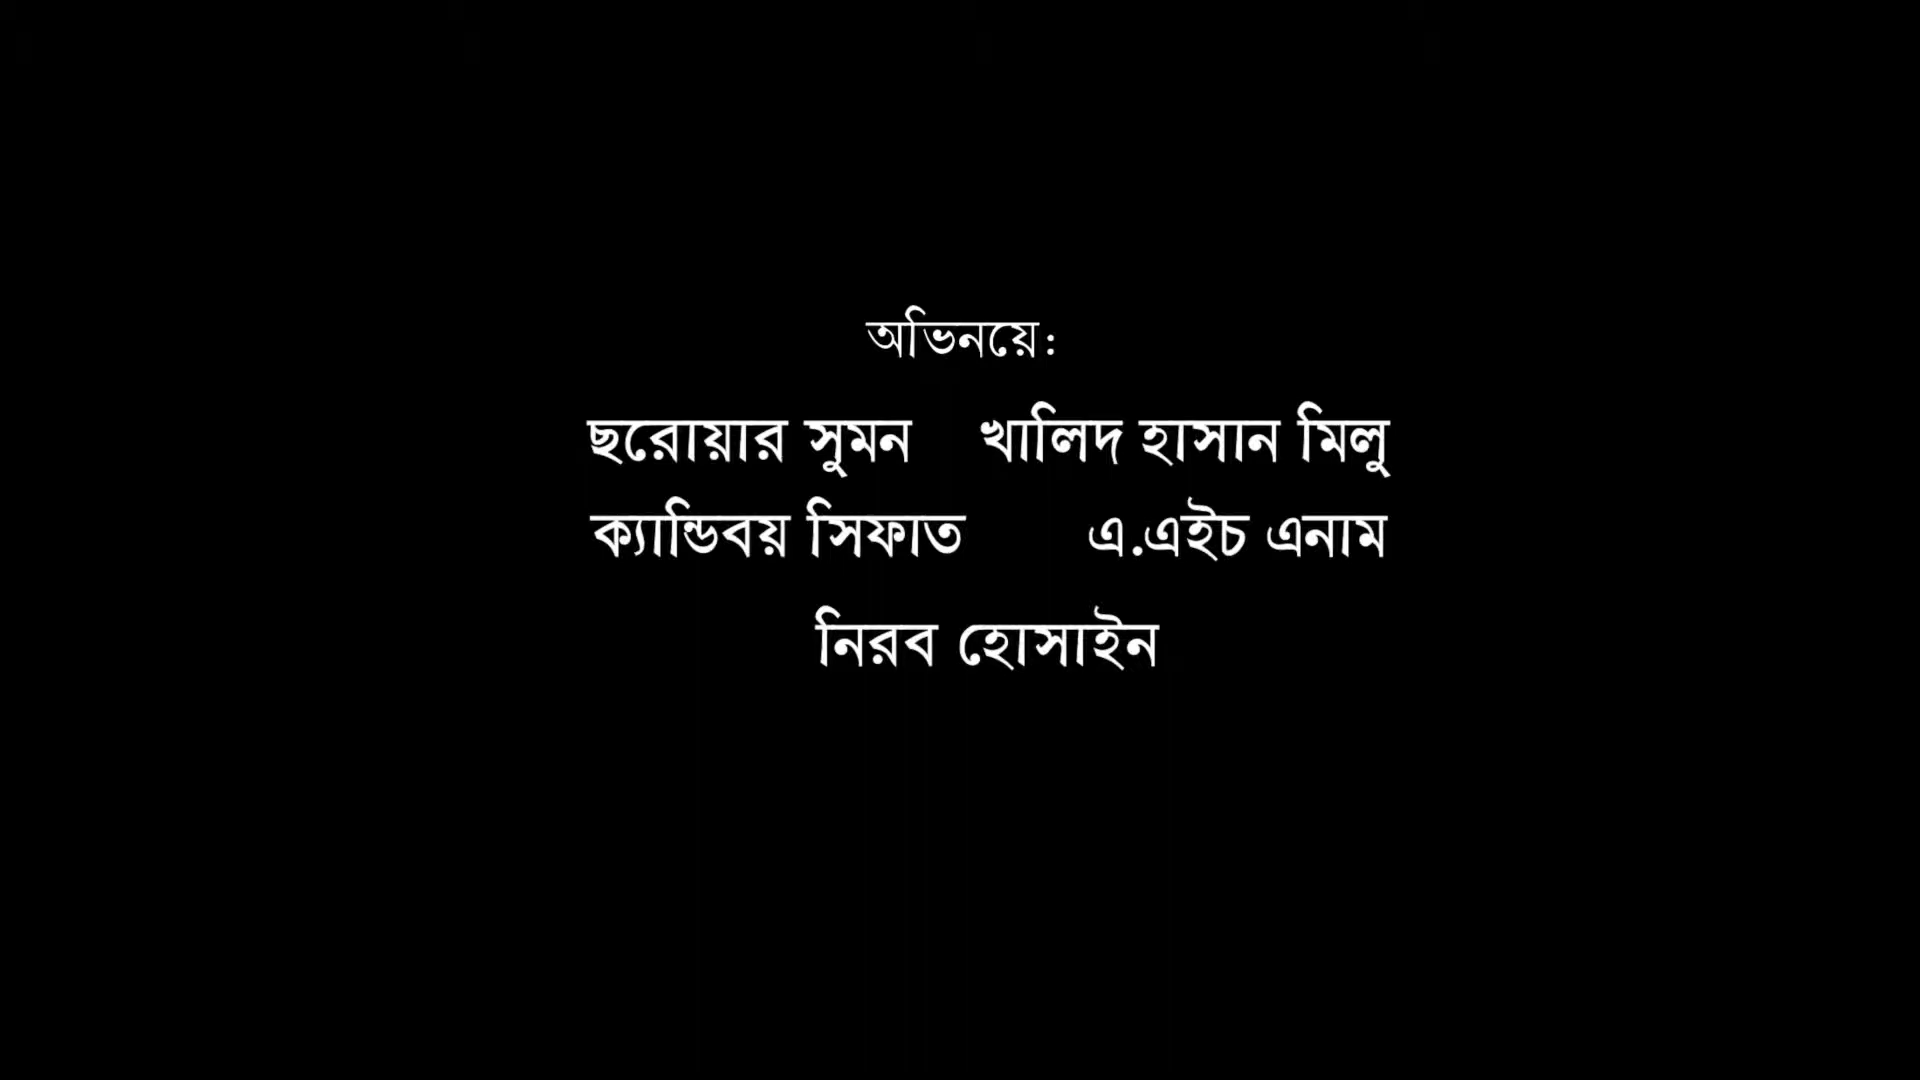 অভিনয়ে:
ছরোয়ার সুমন খালিদ হাসান মিলু
ক্যান্ডিবয় সিফাত এ.এইচ এনাম
নিরব হোসাইন